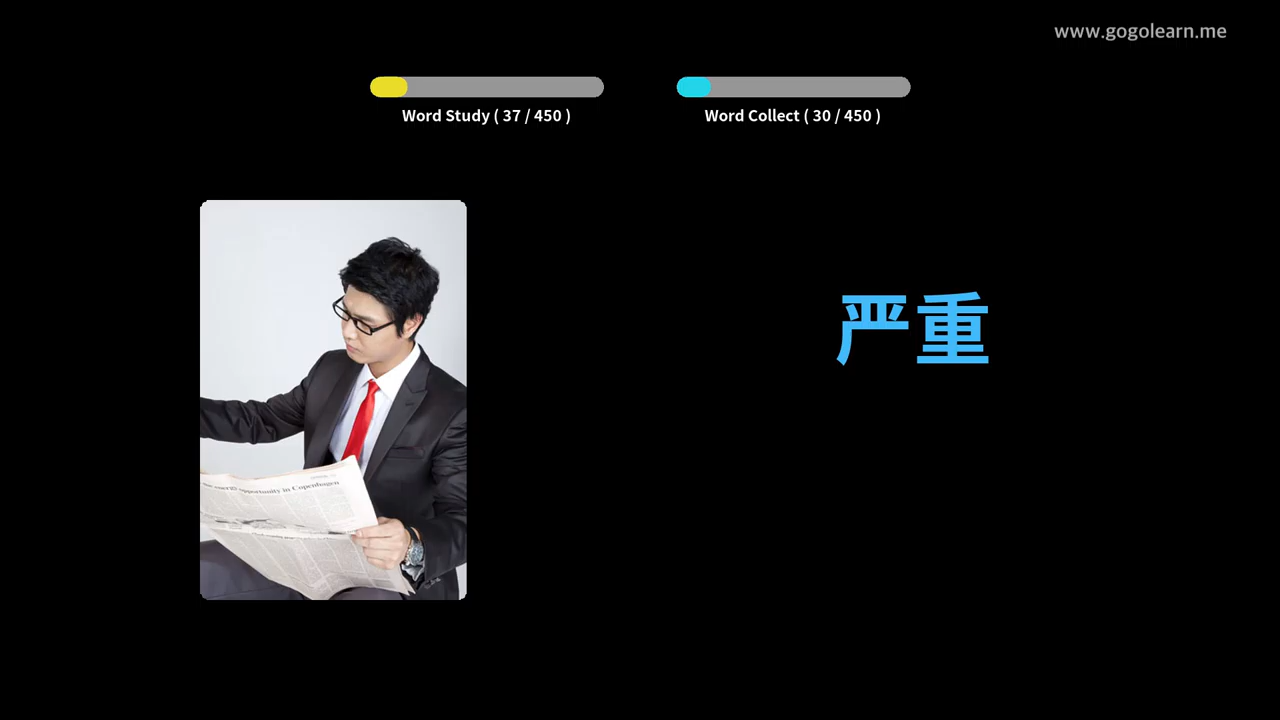 www.gogolearn.me
Word Study ( 37 / 450 )
Word Collect ( 30 / 450 )
严重
opportunity in Copenhagen